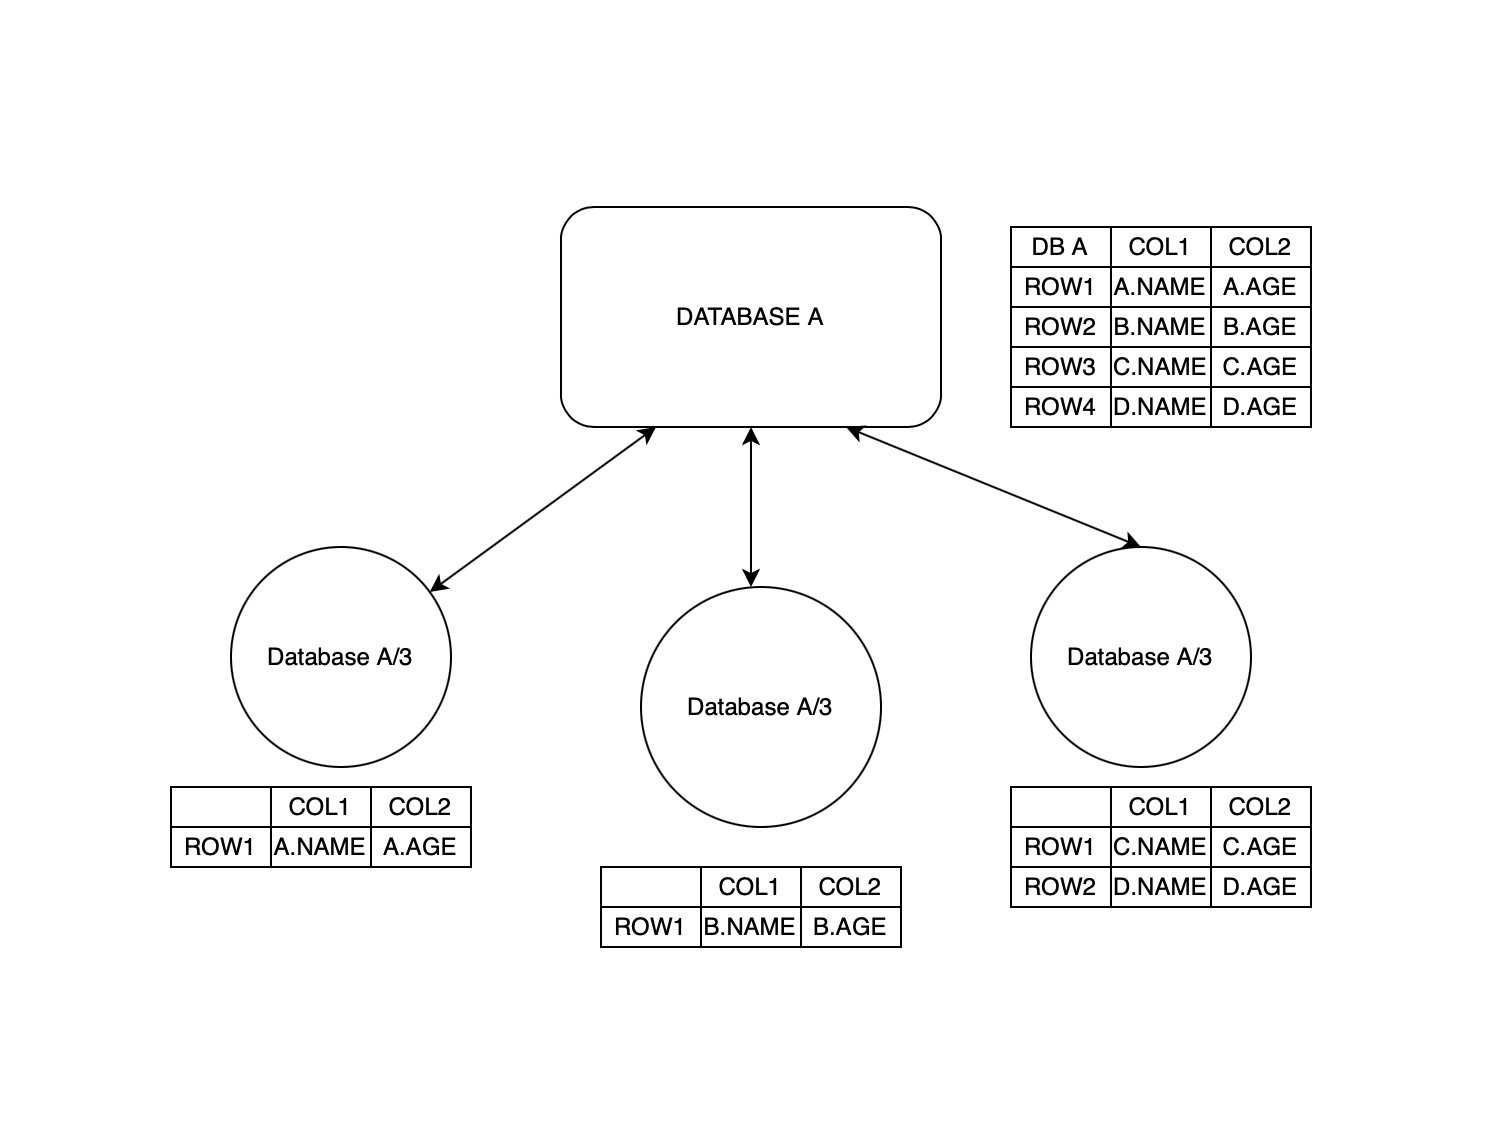 DATABASE A
DB A COL1 COL2
ROW1 A.NAME A.AGE
ROW2 B.NAME B.AGE
ROW3 C.NAME C.AGE
ROW4 D.NAME D.AGE
Database A/3
COL1 COL2
ROW1 A.NAME A.AGE
Database A/3
COL1 COL2
ROW1 B.NAME B.AGE
Database A/3
COL1 COL2
ROW1 C.NAME C.AGE
ROW2 D.NAME D.AGE